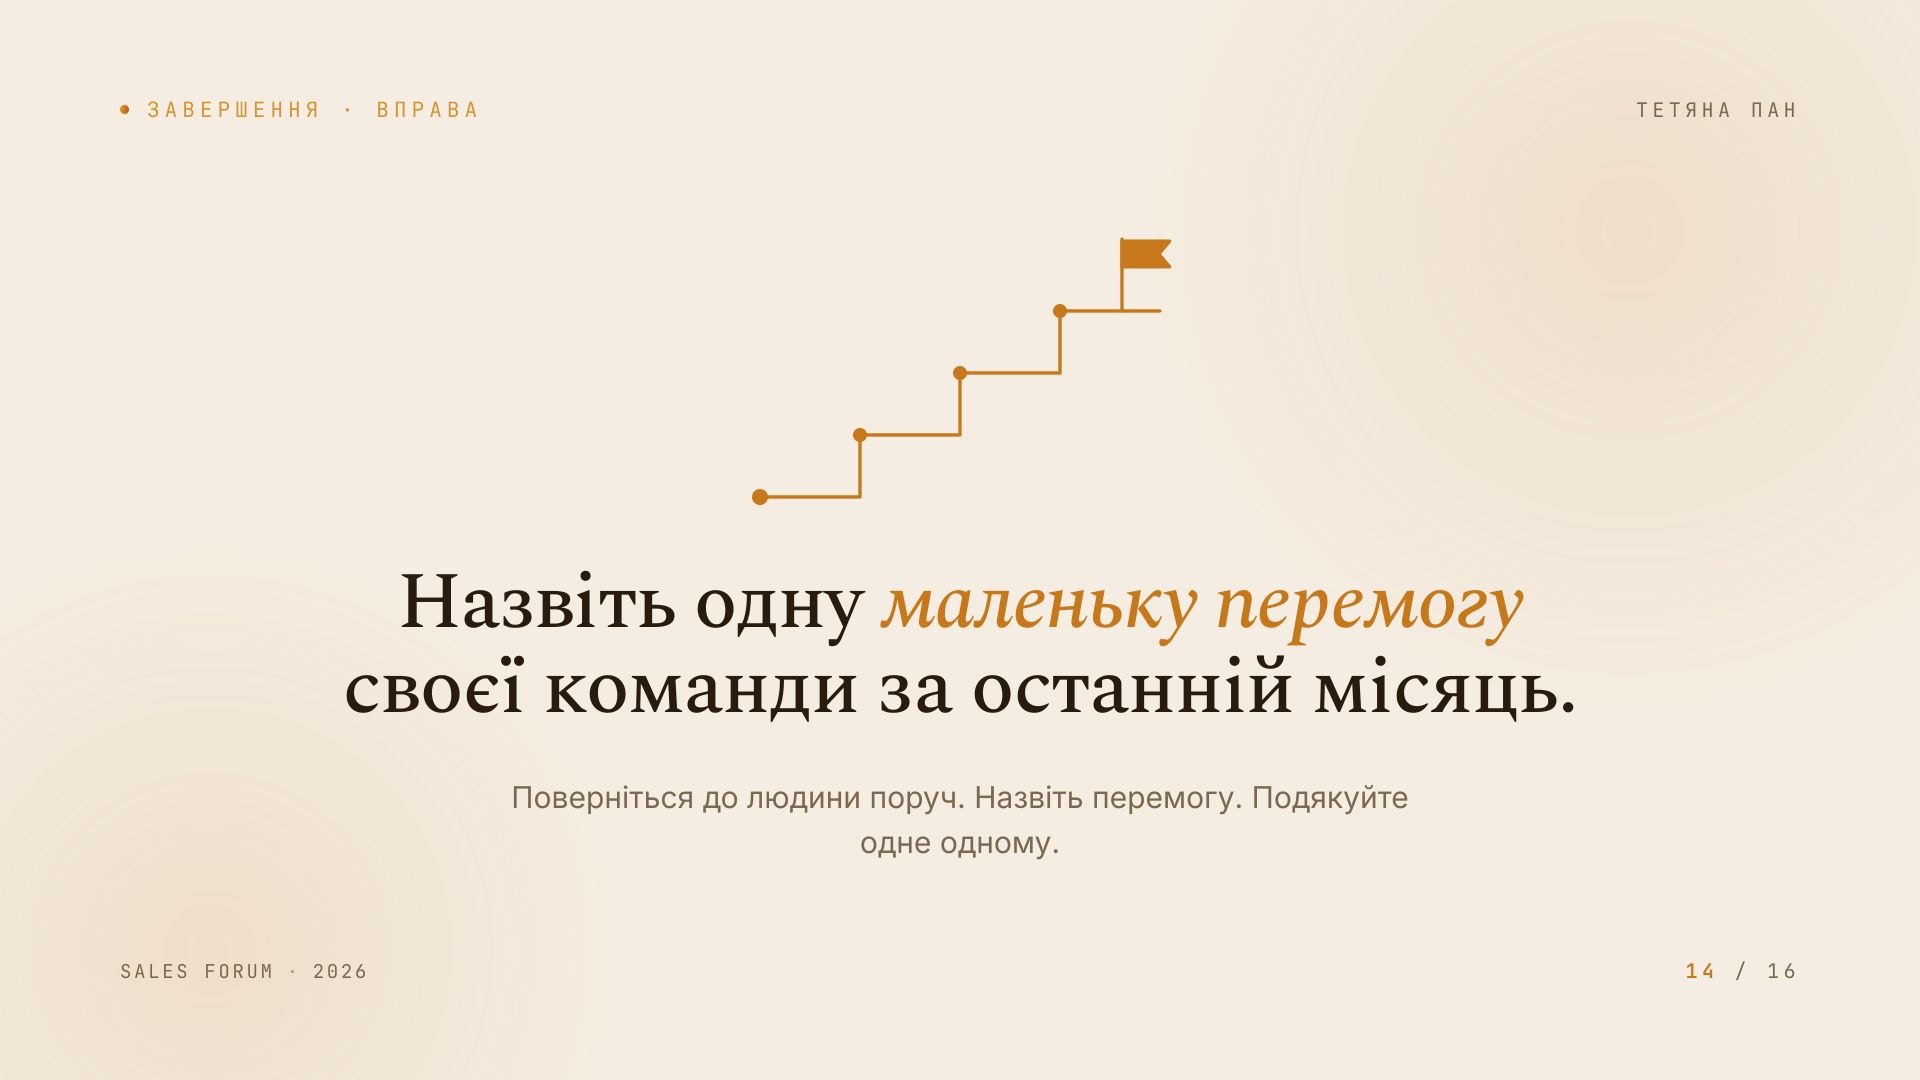 ЗАВЕРШЕННЯ · ВПРАВА
ТЕТЯНА ПАН
Назвіть одну маленьку перемогу
своєї команди за останній місяць.
Поверніться до людини поруч. Назвіть перемогу. Подякуйте
одне одному.
SALES FORUM · 2026
14 / 16